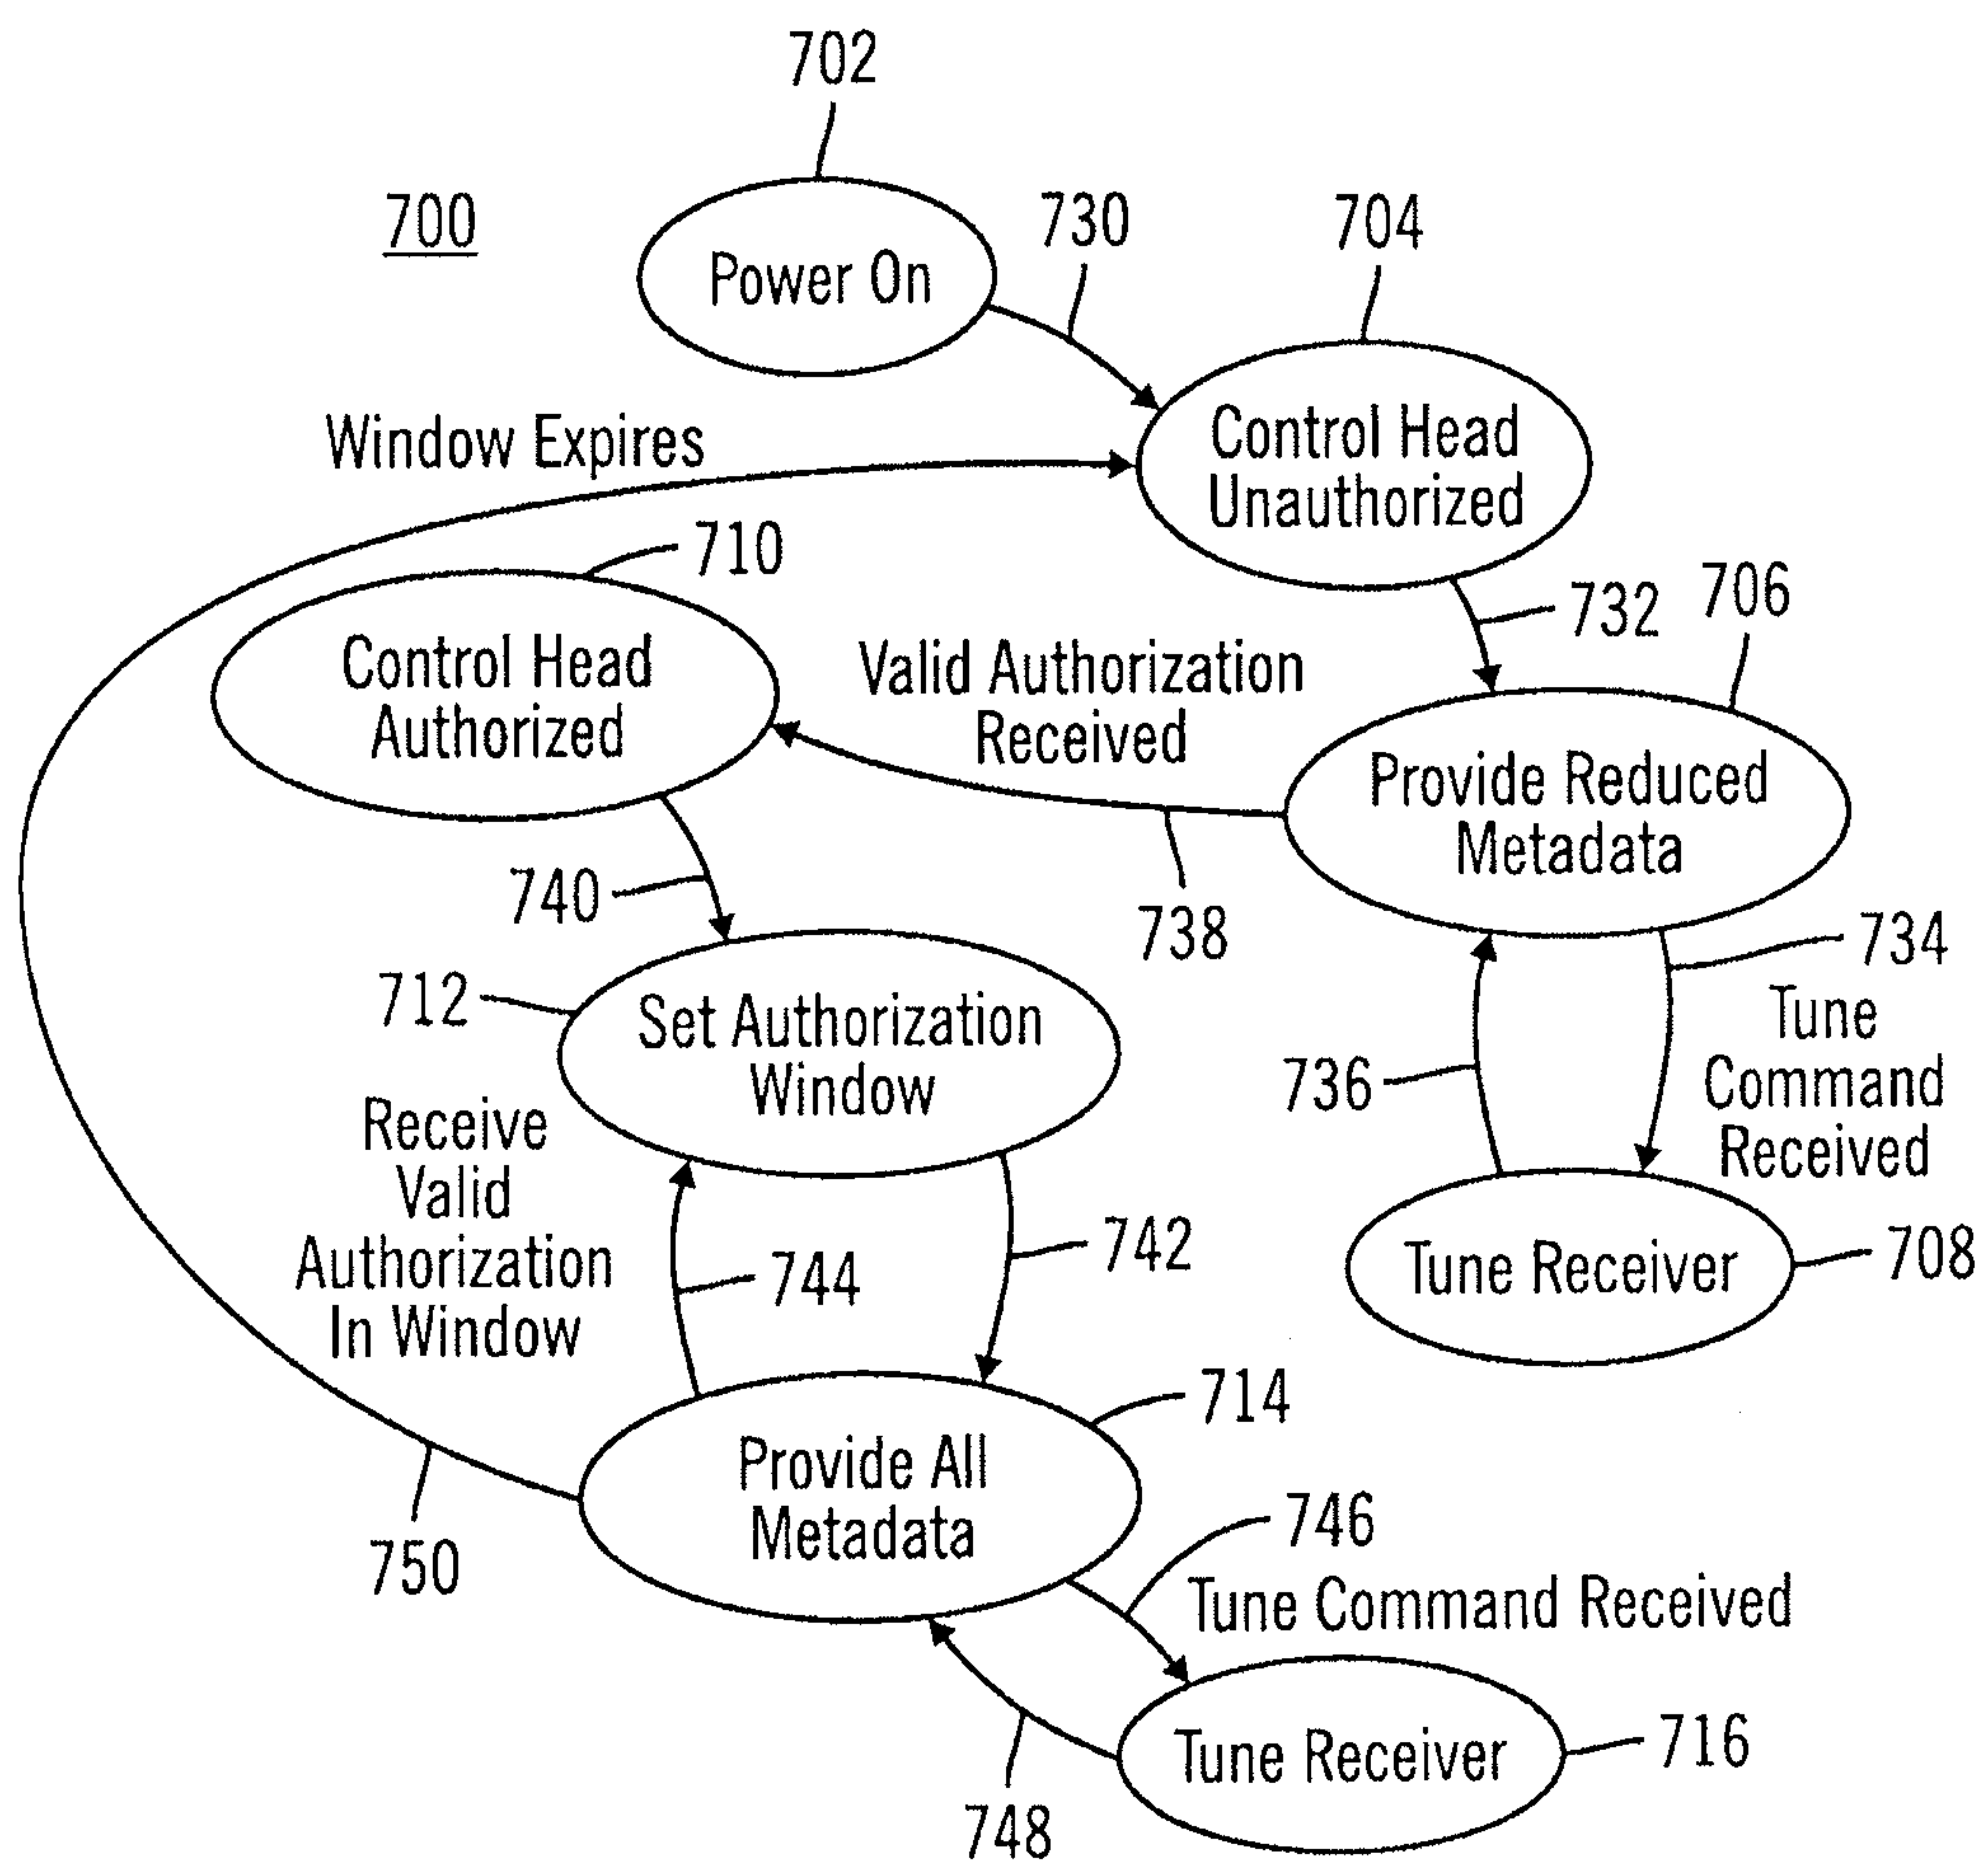 702
700
730
704
Power On
Window Expires
Control Head
Unauthorized
710
732
706
Control Head
Authorized
Valid Authorization
Received
Provide Reduced
Metadata
740
738
734
712
Set Authorization
Window
Tune
Command
Received
736
Receive
Valid
Authorization
In Window
744
742
Tune Receiver
708
714
Provide All
Metadata
750
746
Tune Command Received
Tune Receiver
716
748